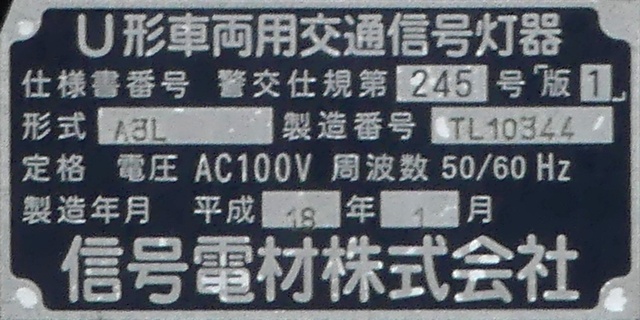 U形車両用交通信号灯器
仕様書番号 警交仕規第 245 号「版 1」
形式 A3L 製造番号 TL10344
定格 電圧 AC100V 周波数 50/60 Hz
製造年月 平成 18 年 1 月
信号電材株式会社